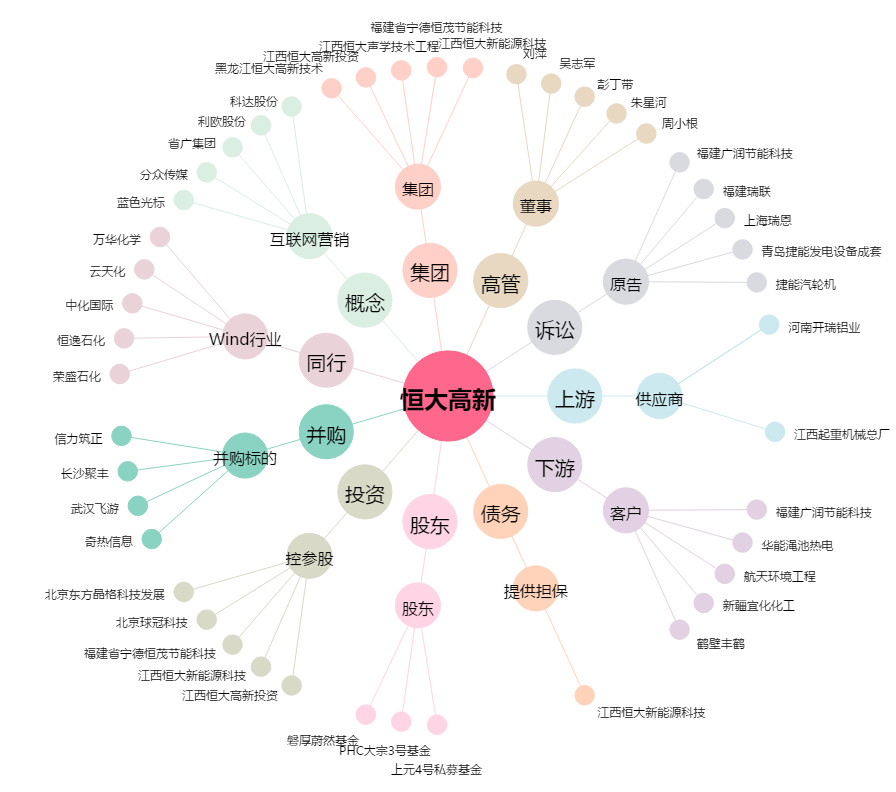 福建省宁德恒茂节能科技
江西恒大声学技术工程
江西恒大新能源科技
江西恒大高新投资
黑龙江恒大高新技术
刘萍
吴志军
彭丁带
朱星河
周小根
科达股份
利欧股份
省广集团
分众传媒
蓝色光标
集团
董事
福建广润节能科技
福建瑞联
上海瑞恩
青岛捷能发电设备成套
捷能汽轮机
互联网营销
集团
高管
原告
概念
诉讼
万华化学
云天化
中化国际
恒逸石化
荣盛石化
Wind行业
同行
恒大高新
上游
供应商
河南开瑞铝业
江西起重机械总厂
信力筑正
长沙聚丰
武汉飞游
奇热信息
并购标的
并购
下游
客户
福建广润节能科技
华能渑池热电
航天环境工程
新疆宜化化工
鹤壁丰鹤
投资
股东
债务
控参股
股东
提供担保
北京东方晶格科技发展
北京球冠科技
福建省宁德恒茂节能科技
江西恒大新能源科技
江西恒大高新投资
江西恒大新能源科技
磐厚蔚然基金
PHC大宗3号基金
上元4号私募基金